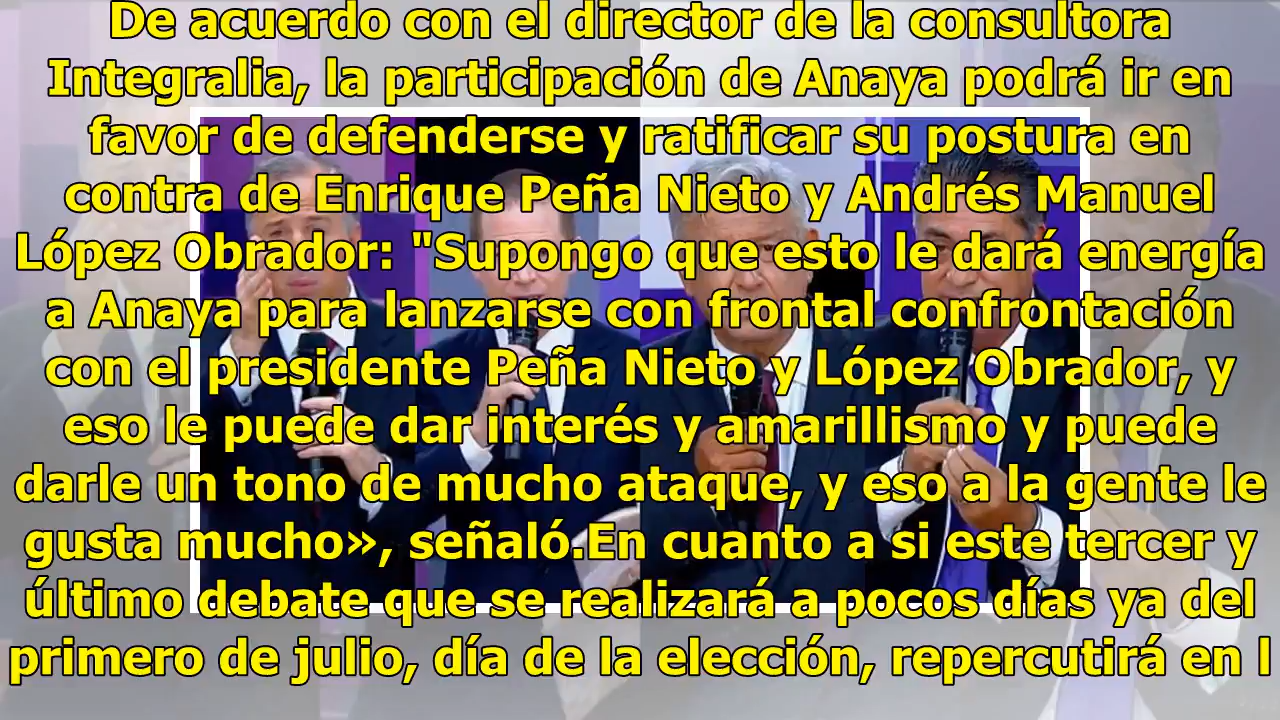 De acuerdo con el director de la consultora
Integralia, la participación de Anaya podrá ir en
favor de defenderse y ratificar su postura en
contra de Enrique Peña Nieto y Andrés Manuel
López Obrador: "Supongo que esto le dará energía
a Anaya para lanzarse con frontal confrontación
con el presidente Peña Nieto y López Obrador, y
eso le puede dar interés y amarillismo y puede
darle un tono de mucho ataque, y eso a la gente le
gusta mucho», señaló.En cuanto a si este tercer y
último debate que se realizará a pocos días ya del
primero de julio, día de la elección, repercutirá en l